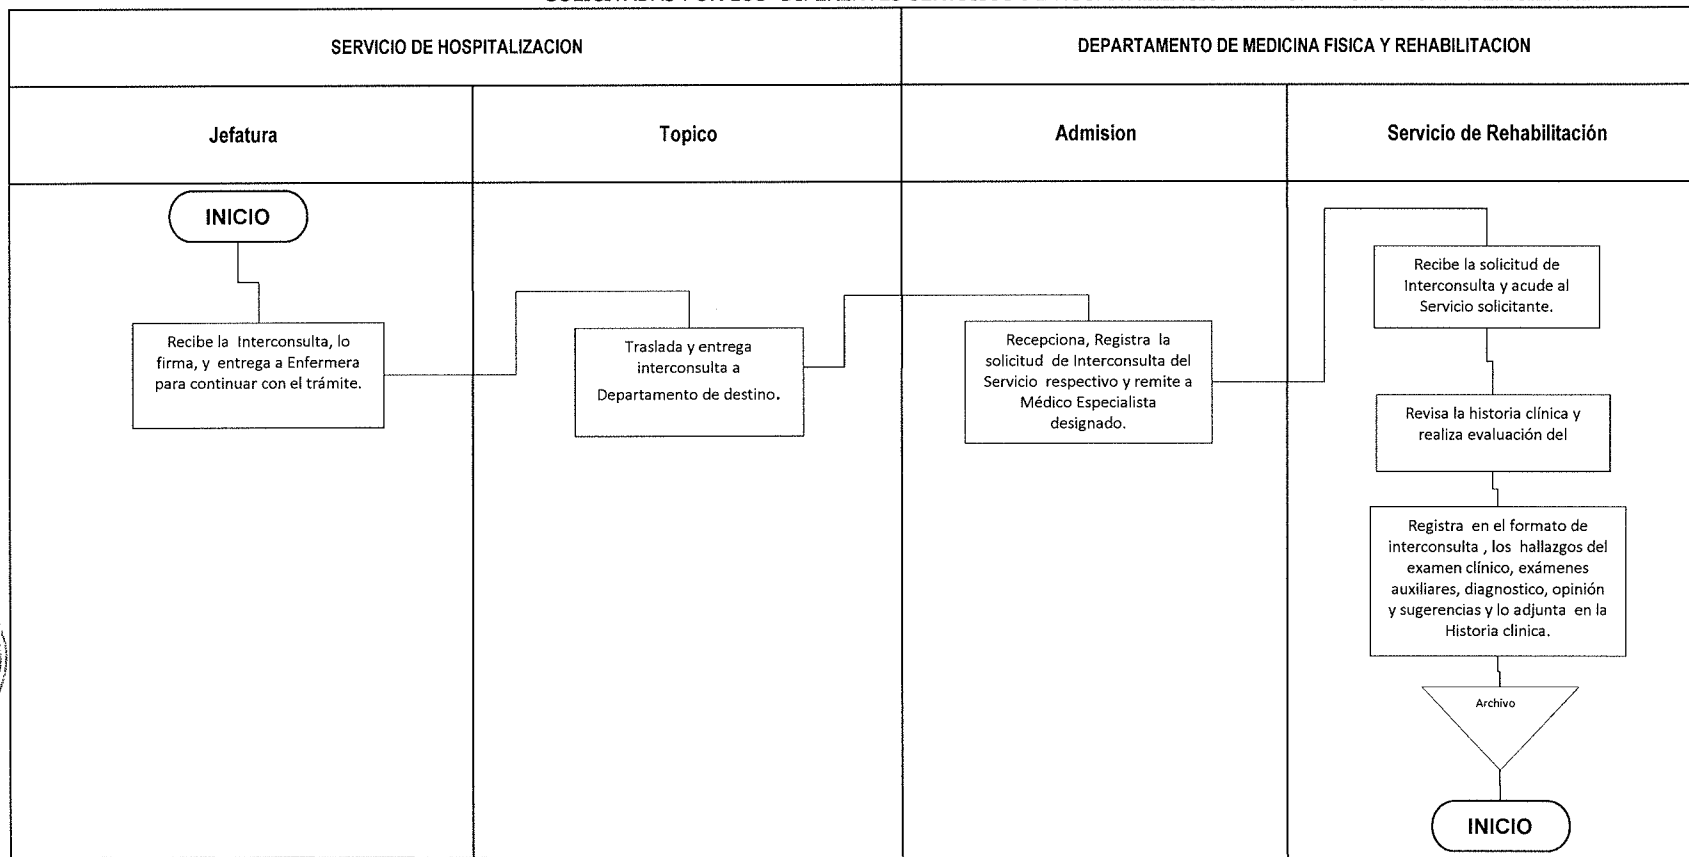 SERVICIO DE HOSPITALIZACION
DEPARTAMENTO DE MEDICINA FISICA Y REHABILITACION
Jefatura
Topico
Admision
Servicio de Rehabilitación
INICIO
Recibe la Interconsulta, lo
firma, y entrega a Enfermera
para continuar con el trámite.
Traslada y entrega
interconsulta a
Departamento de destino.
Recepciona, Registra la
solicitud de Interconsulta del
Servicio respectivo y remite a
Médico Especialista
designado.
Recibe la solicitud de
Interconsulta y acude al
Servicio solicitante.
Revisa la historia clínica y
realiza evaluación del
Registra en el formato de
interconsulta , los hallazgos del
examen clínico, exámenes
auxiliares, diagnostico, opinión
y sugerencias y lo adjunta en la
Historia clinica.
Archivo
INICIO